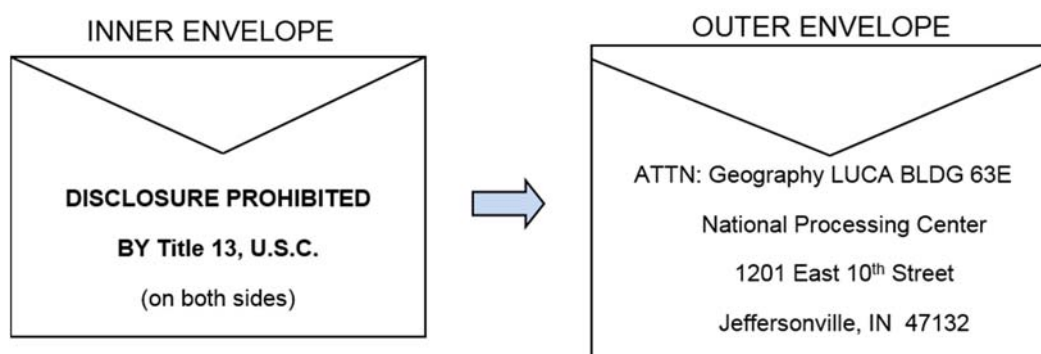 INNER ENVELOPE
DISCLOSURE PROHIBITED
BY Title 13, U.S.C.
(on both sides)
OUTER ENVELOPE
ATTN: Geography LUCA BLDG 63E
National Processing Center
1201 East 10th Street
Jeffersonville, IN 47132